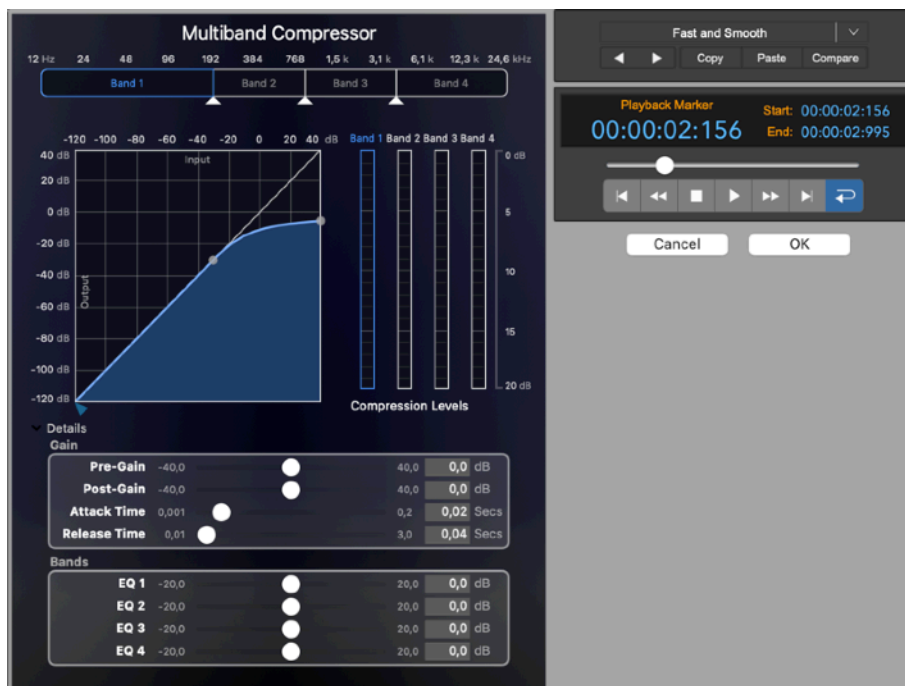 Multiband Compressor
12 Hz 24 48 96 192 384 768 1,5 k 3,1 k 6,1 k 12,3 k 24,6 kHz
Band 1 Band 2 Band 3 Band 4
-120 -100 -80 -60 -40 -20 0 20 40 dB
Input
Output
40 dB
20 dB
0 dB
-20 dB
-40 dB
-60 dB
-80 dB
-100 dB
-120 dB
Band 1 Band 2 Band 3 Band 4
0 dB
5
10
15
20 dB
Compression Levels
Details
Gain
Pre-Gain -40,0 40,0 0,0 dB
Post-Gain -40,0 40,0 0,0 dB
Attack Time 0,001 0,2 0,02 Secs
Release Time 0,01 3,0 0,04 Secs
Bands
EQ 1 -20,0 20,0 0,0 dB
EQ 2 -20,0 20,0 0,0 dB
EQ 3 -20,0 20,0 0,0 dB
EQ 4 -20,0 20,0 0,0 dB
Fast and Smooth
Copy Paste Compare
Playback Marker
00:00:02:156
Start: 00:00:02:156
End: 00:00:02:995
Cancel OK